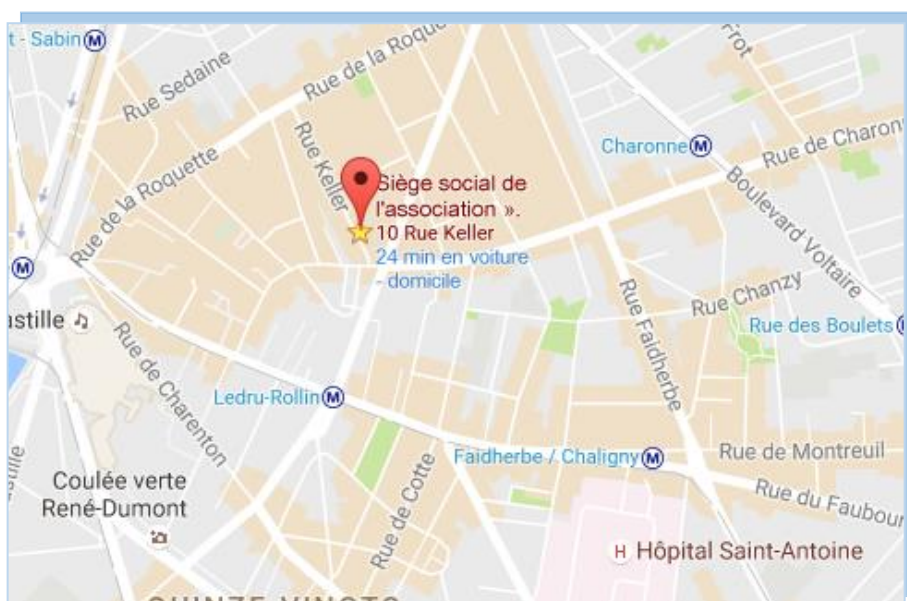 t - Sabin M
Rue Sedaine
Rue de la Roque
Frot
Rue Keller
Charonne M
Rue de Charon
Rue de la Roquette
Siège social de
l'association ».
10 Rue Keller
24 min en voiture
- domicile
Boulevard Voltaire
M
Rue Chanzy
astille
Rue des Boulets
Rue Faidherbe
Rue de Charenton
Ledru-Rollin M
Faidherbe / Chaligny M
Rue de Montreuil
Coulée verte
René-Dumont
Rue de Cotte
Rue du Faubour
H Hôpital Saint-Antoine